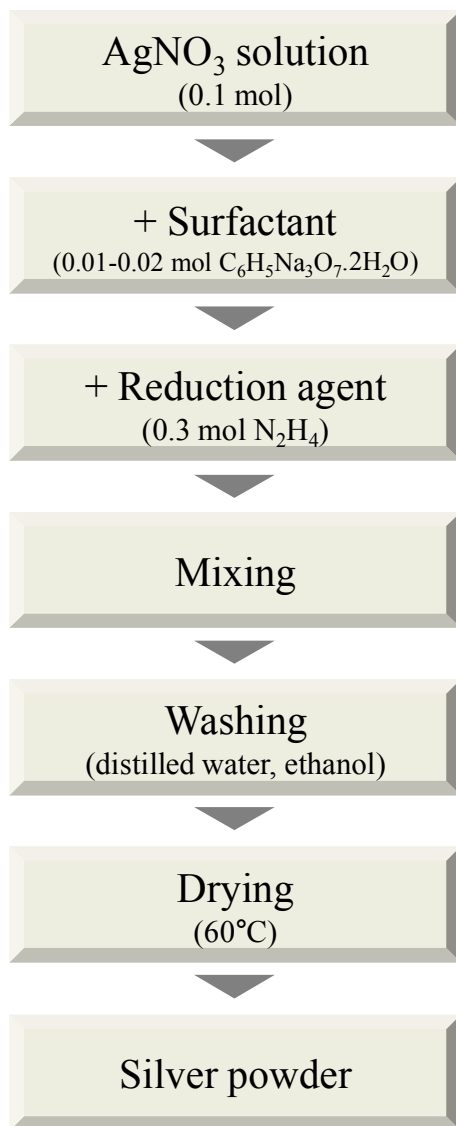 AgNO₃ solution
(0.1 mol)
+ Surfactant
(0.01-0.02 mol C₆H₅Na₃O₇.2H₂O)
+ Reduction agent
(0.3 mol N₂H₄)
Mixing
Washing
(distilled water, ethanol)
Drying
(60°C)
Silver powder